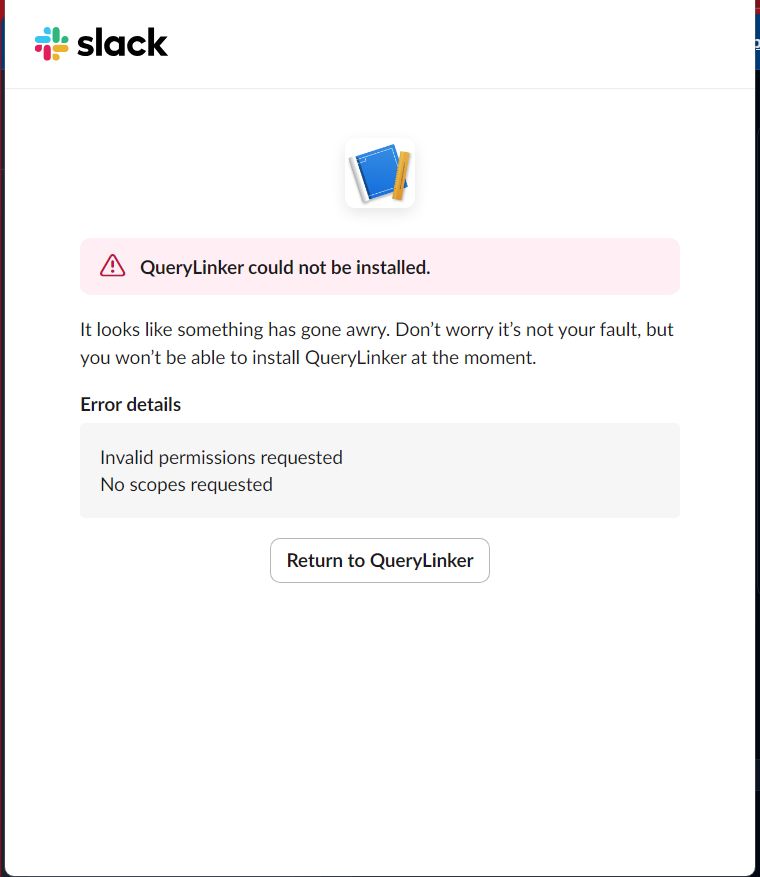 slack
QueryLinker could not be installed.
It looks like something has gone awry. Don’t worry it’s not your fault, but
you won’t be able to install QueryLinker at the moment.
Error details
Invalid permissions requested
No scopes requested
Return to QueryLinker